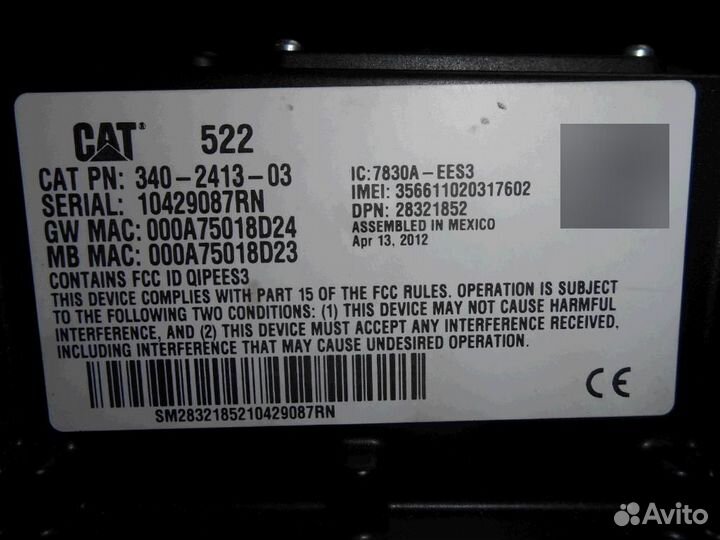 CAT® 522
CAT PN: 340-2413-03
SERIAL: 10429087RN
GW MAC: 000A75018D24
MB MAC: 000A75018D23
CONTAINS FCC ID QIPEES3
IC:7830A-EES3
IMEI: 356611020317602
DPN: 28321852
ASSEMBLED IN MEXICO
Apr 13, 2012
THIS DEVICE COMPLIES WITH PART 15 OF THE FCC RULES. OPERATION IS SUBJECT
TO THE FOLLOWING TWO CONDITIONS: (1) THIS DEVICE MAY NOT CAUSE HARMFUL
INTERFERENCE, AND (2) THIS DEVICE MUST ACCEPT ANY INTERFERENCE RECEIVED,
INCLUDING INTERFERENCE THAT MAY CAUSE UNDESIRED OPERATION.
SM2832185210429087RN
CE
Avito